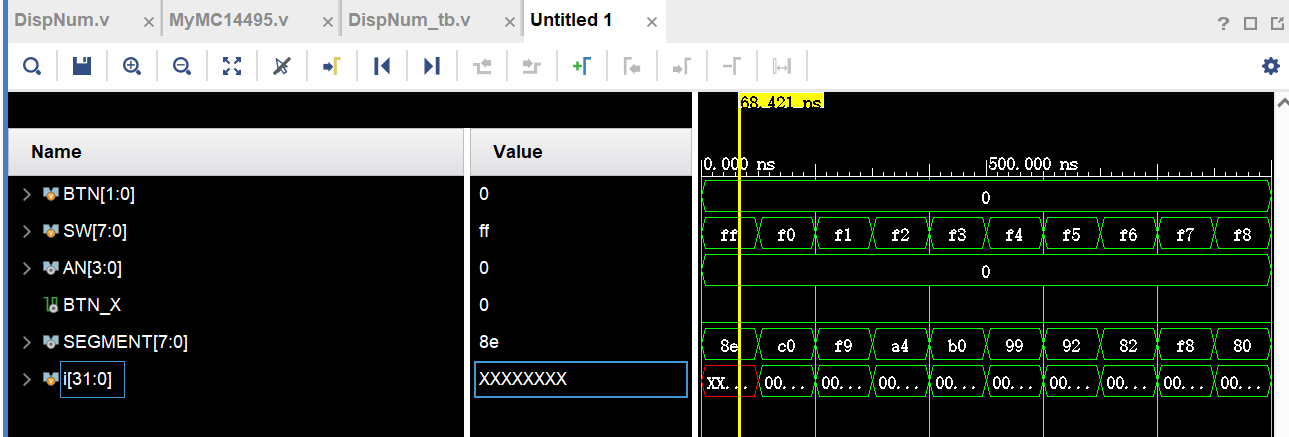 DispNum.v × MyMC14495.v × DispNum_tb.v × Untitled 1 ×
?
68.421 ns
Name Value
0.000 ns 500.000 ns
BTN[1:0] 0 0
SW[7:0] ff ff f0 f1 f2 f3 f4 f5 f6 f7 f8
AN[3:0] 0 0
BTN_X 0
SEGMENT[7:0] 8e 8e c0 f9 a4 b0 99 92 82 f8 80
i[31:0] XXXXXXXX XX... 00... 00... 00... 00... 00... 00... 00... 00... 00...